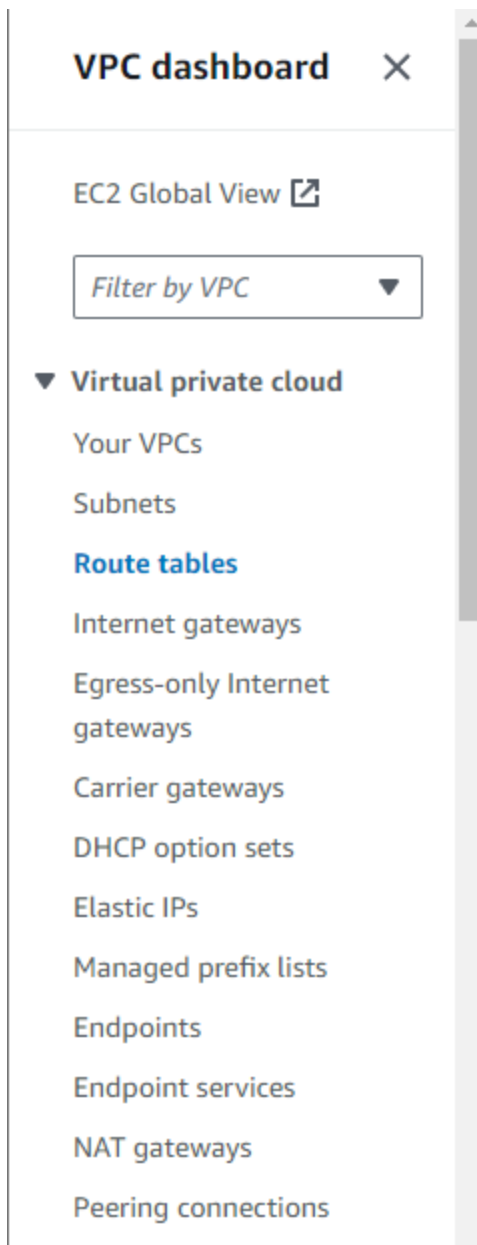 VPC dashboard
EC2 Global View
Filter by VPC
Virtual private cloud
Your VPCs
Subnets
Route tables
Internet gateways
Egress-only Internet
gateways
Carrier gateways
DHCP option sets
Elastic IPs
Managed prefix lists
Endpoints
Endpoint services
NAT gateways
Peering connections